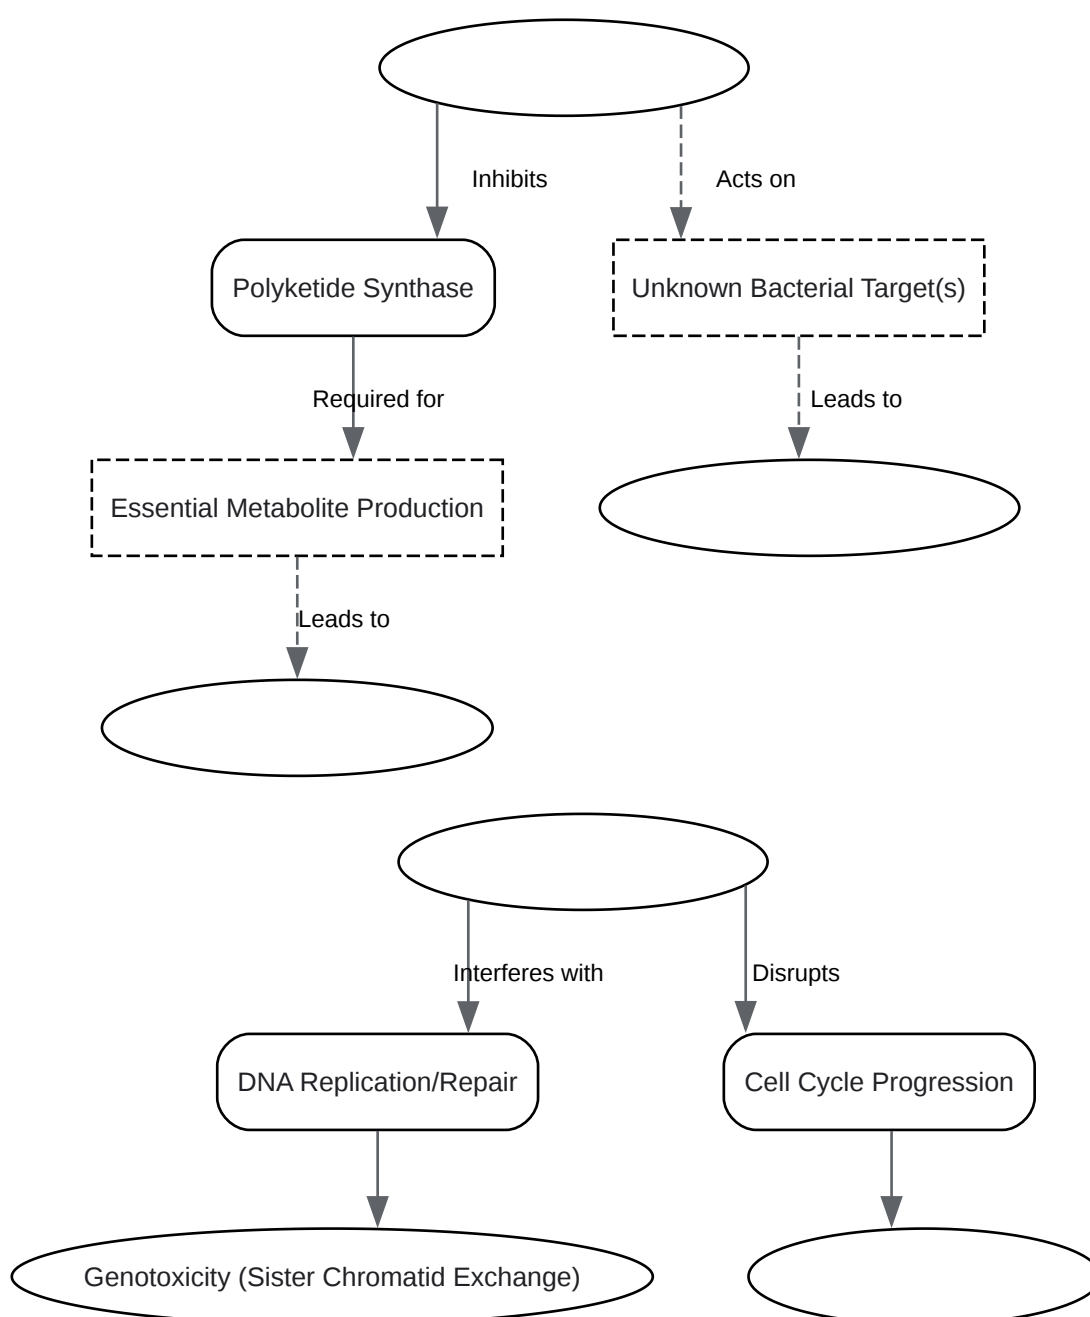 Inhibits
Acts on
Polyketide Synthase
Unknown Bacterial Target(s)
Required for
Leads to
Essential Metabolite Production
Leads to
Interferes with
Disrupts
DNA Replication/Repair
Cell Cycle Progression
Genotoxicity (Sister Chromatid Exchange)